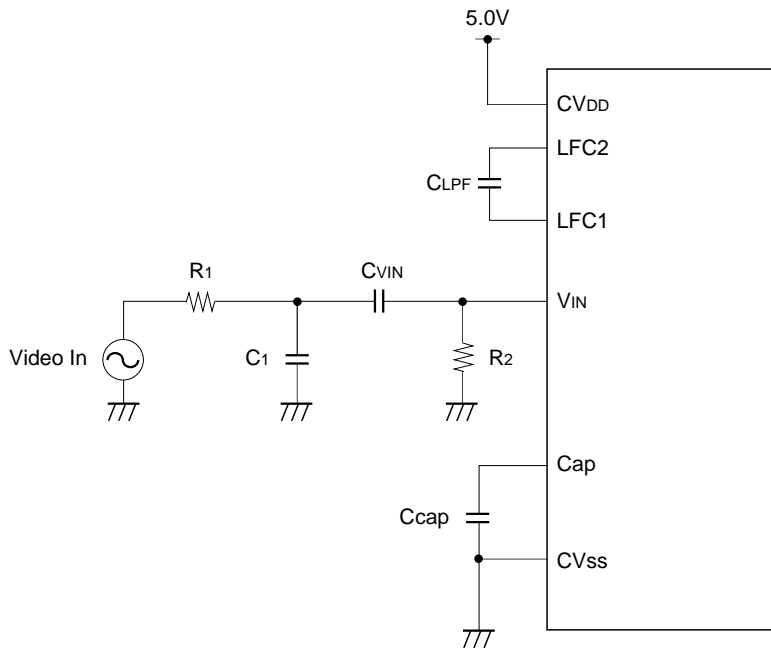 5.0V
CVDD
LFC2
CLPF
LFC1
R1
CVIN
VIN
Video In
C1
R2
Cap
Ccap
CVss